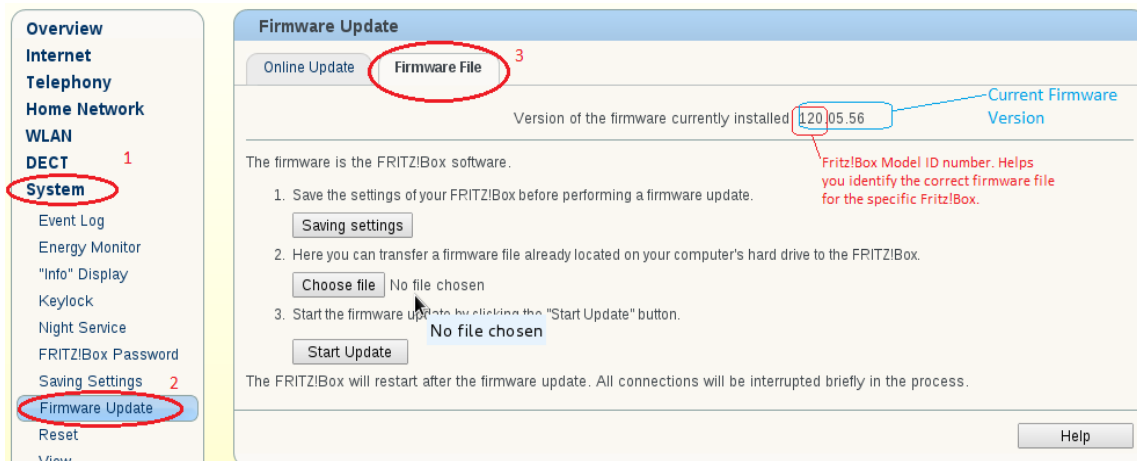 Overview
Internet
Telephony
Home Network
WLAN
DECT
1
System
Event Log
Energy Monitor
"Info" Display
Keylock
Night Service
FRITZ!Box Password
Saving Settings
2
Firmware Update
Reset
View
Firmware Update
Online Update
Firmware File
3
Version of the firmware currently installed 120.05.56
Current Firmware
Version
Fritz!Box Model ID number. Helps
you identify the correct firmware file
for the specific Fritz!Box.
The firmware is the FRITZ!Box software.
1. Save the settings of your FRITZ!Box before performing a firmware update.
Saving settings
2. Here you can transfer a firmware file already located on your computer's hard drive to the FRITZ!Box.
Choose file No file chosen
3. Start the firmware update by clicking the "Start Update" button.
No file chosen
Start Update
The FRITZ!Box will restart after the firmware update. All connections will be interrupted briefly in the process.
Help